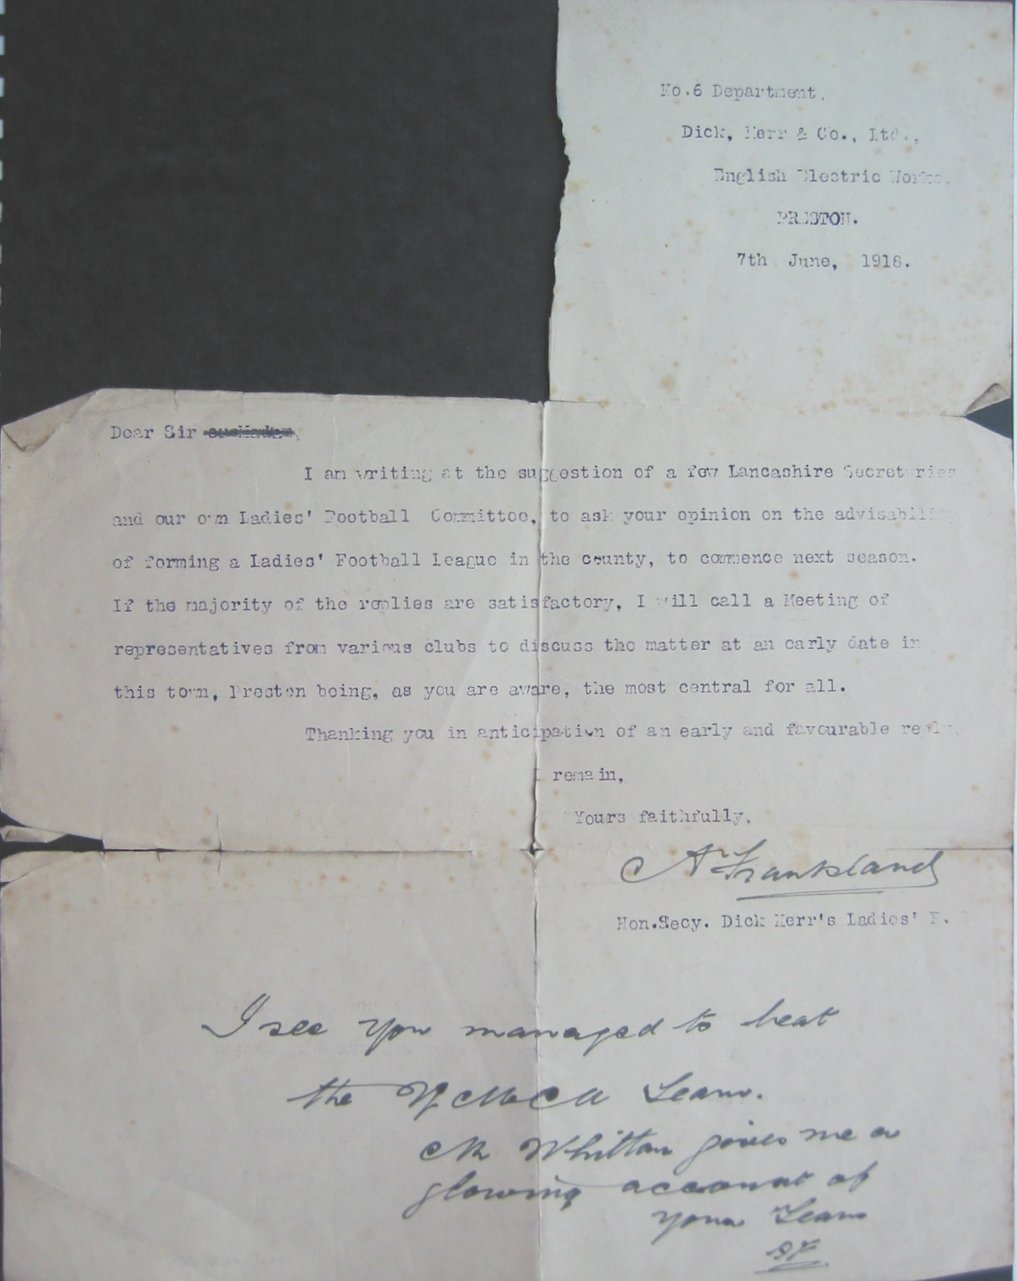 No.6 Department,
Dick, Kerr & Co., Ltd.,
English Electric Works,
PRESTON.
7th June, 1918.
Dear Sir or Madam,
I am writing at the suggestion of a few Lancashire Secretaries
and our own Ladies' Football Committee, to ask your opinion on the advisability
of forming a Ladies' Football League in the county, to commence next season.
If the majority of the replies are satisfactory, I will call a Meeting of
representatives from various clubs to discuss the matter at an early date in
this town, Preston being, as you are aware, the most central for all.
Thanking you in anticipation of an early and favourable reply,
I remain,
Yours faithfully,
A Frankland
Hon.Secy. Dick Kerr's Ladies' F.
I see you managed to beat
the Y M C A Team.
Mr Whittan gives me a
glowing account of
your Team